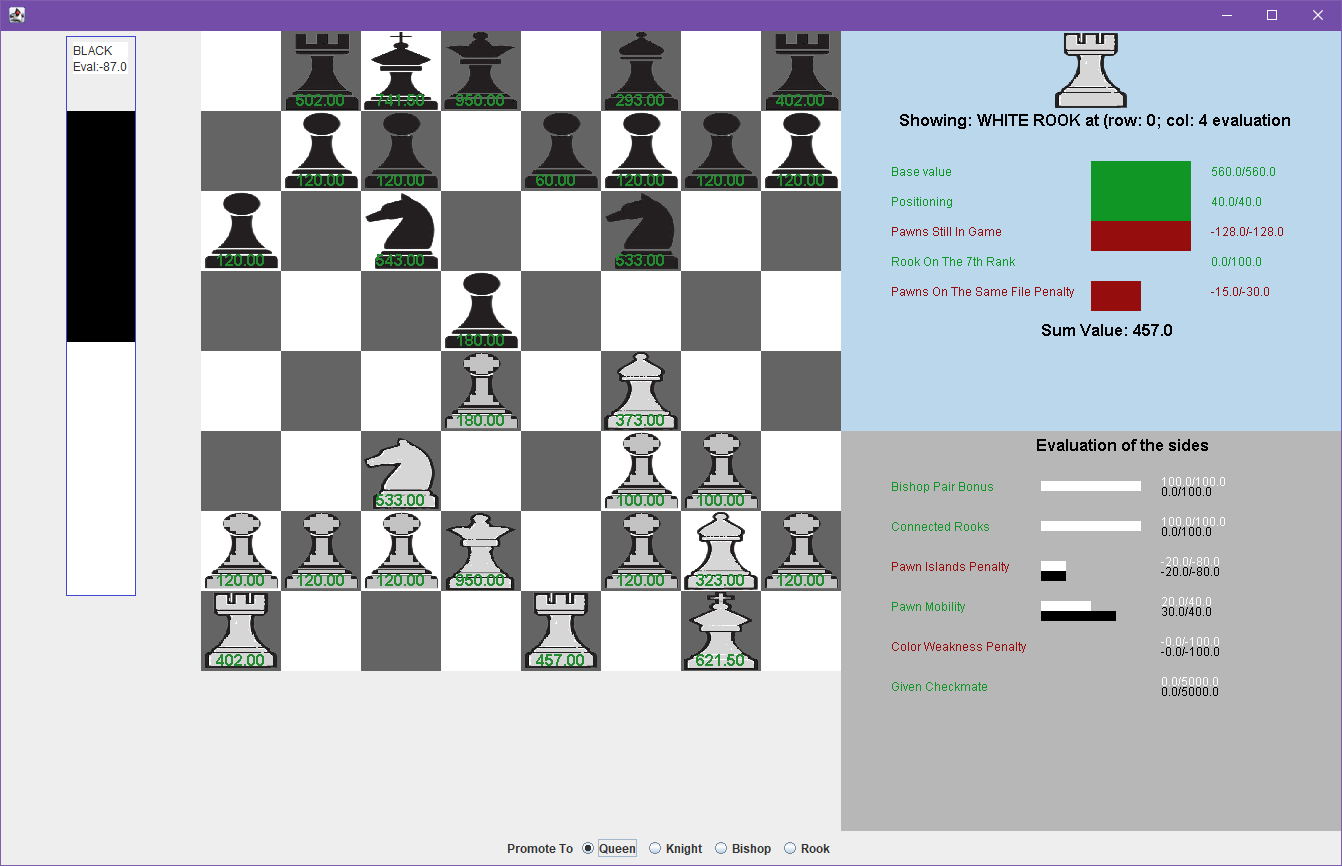 BLACK
Eval:-87.0
502.00 741.50 950.00 293.00 402.00
120.00 120.00 60.00 120.00 120.00 120.00
120.00 543.00 533.00
180.00
180.00 373.00
533.00 100.00 100.00
120.00 120.00 120.00 950.00 120.00 323.00 120.00
402.00 457.00 621.50
Showing: WHITE ROOK at (row: 0; col: 4 evaluation
Base value 560.0/560.0
Positioning 40.0/40.0
Pawns Still In Game -128.0/-128.0
Rook On The 7th Rank 0.0/100.0
Pawns On The Same File Penalty -15.0/-30.0
Sum Value: 457.0
Evaluation of the sides
Bishop Pair Bonus 100.0/100.0
0.0/100.0
Connected Rooks 100.0/100.0
0.0/100.0
Pawn Islands Penalty -20.0/-80.0
-20.0/-80.0
Pawn Mobility 20.0/40.0
30.0/40.0
Color Weakness Penalty -0.0/-100.0
-0.0/-100.0
Given Checkmate 0.0/5000.0
0.0/5000.0
Promote To Queen Knight Bishop Rook